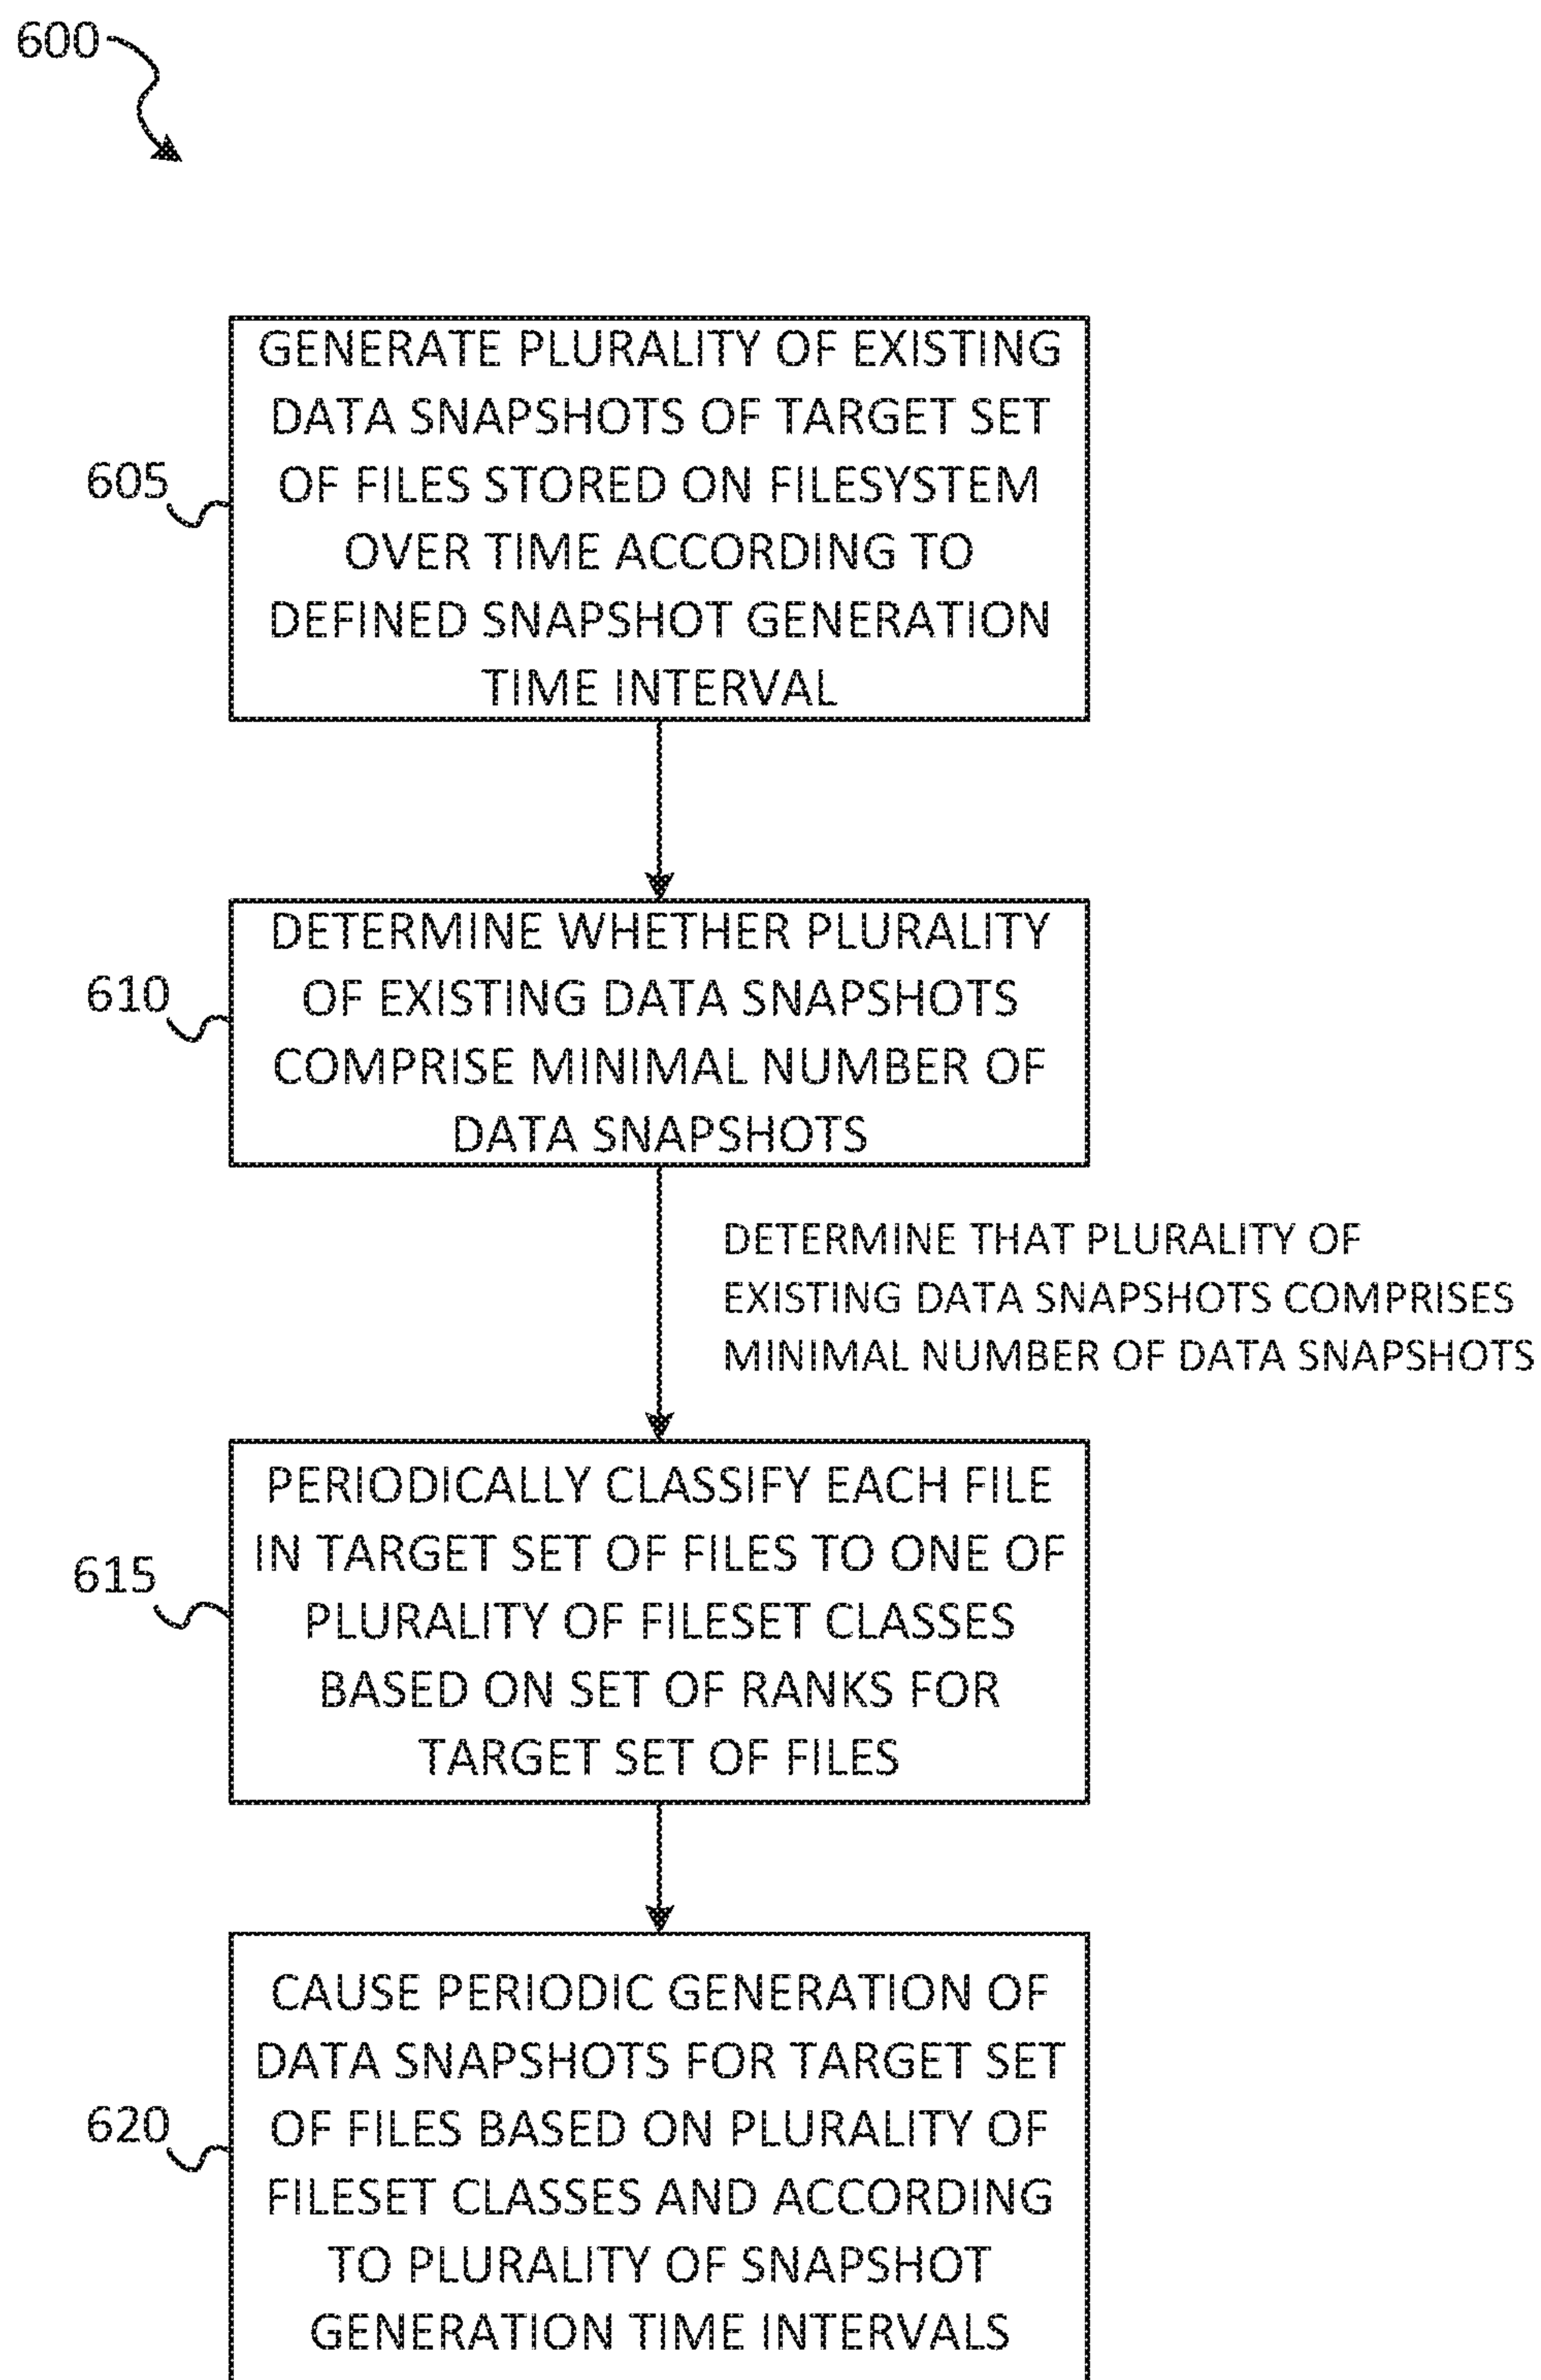 600
GENERATE PLURALITY OF EXISTING
DATA SNAPSHOTS OF TARGET SET
OF FILES STORED ON FILESYSTEM
OVER TIME ACCORDING TO
DEFINED SNAPSHOT GENERATION
TIME INTERVAL
605
DETERMINE WHETHER PLURALITY
OF EXISTING DATA SNAPSHOTS
COMPRISE MINIMAL NUMBER OF
DATA SNAPSHOTS
610
DETERMINE THAT PLURALITY OF
EXISTING DATA SNAPSHOTS COMPRISES
MINIMAL NUMBER OF DATA SNAPSHOTS
PERIODICALLY CLASSIFY EACH FILE
IN TARGET SET OF FILES TO ONE OF
PLURALITY OF FILESET CLASSES
BASED ON SET OF RANKS FOR
TARGET SET OF FILES
615
CAUSE PERIODIC GENERATION OF
DATA SNAPSHOTS FOR TARGET SET
OF FILES BASED ON PLURALITY OF
FILESET CLASSES AND ACCORDING
TO PLURALITY OF SNAPSHOT
GENERATION TIME INTERVALS
620